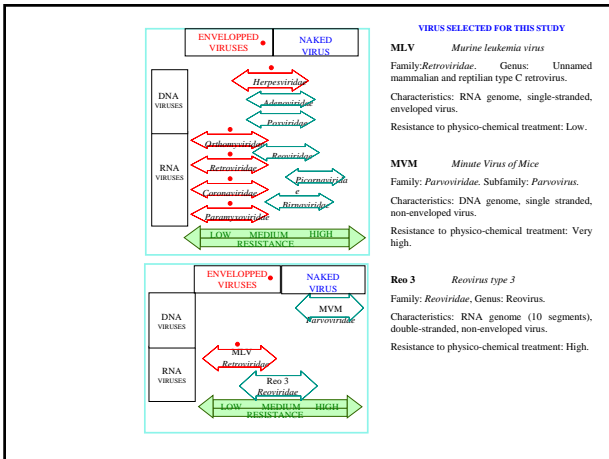 ENVELOPPED
VIRUSES
NAKED
VIRUS
DNA
VIRUSES
RNA
VIRUSES
Herpesviridae
Adenoviridae
Poxviridae
Orthomyviridae
Reoviridae
Retroviridae
Picornavirida
e
Coronaviridae
Birnaviridae
Paramyxoviridae
LOW MEDIUM HIGH
RESISTANCE
ENVELOPPED
VIRUSES
NAKED
VIRUS
DNA
VIRUSES
RNA
VIRUSES
MVM
Parvoviridae
MLV
Retroviridae
Reo 3
Reoviridae
LOW MEDIUM HIGH
RESISTANCE
VIRUS SELECTED FOR THIS STUDY
MLV Murine leukemia virus
Family:Retroviridae. Genus: Unnamed
mammalian and reptilian type C retrovirus.
Characteristics: RNA genome, single-stranded,
enveloped virus.
Resistance to physico-chemical treatment: Low.
MVM Minute Virus of Mice
Family: Parvoviridae. Subfamily: Parvovirus.
Characteristics: DNA genome, single stranded,
non-enveloped virus.
Resistance to physico-chemical treatment: Very
high.
Reo 3 Reovirus type 3
Family: Reoviridae, Genus: Reovirus.
Characteristics: RNA genome (10 segments),
double-stranded, non-enveloped virus.
Resistance to physico-chemical treatment: High.